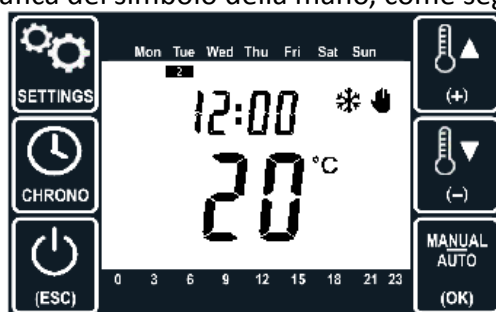 anca del simbolo della mano, come seg
SETTINGS
CHRONO
(ESC)
Mon Tue Wed Thu Fri Sat Sun
2
12:00
20 °C
0 3 6 9 12 15 18 21 23
(+)
(−)
MANUAL
AUTO
(OK)